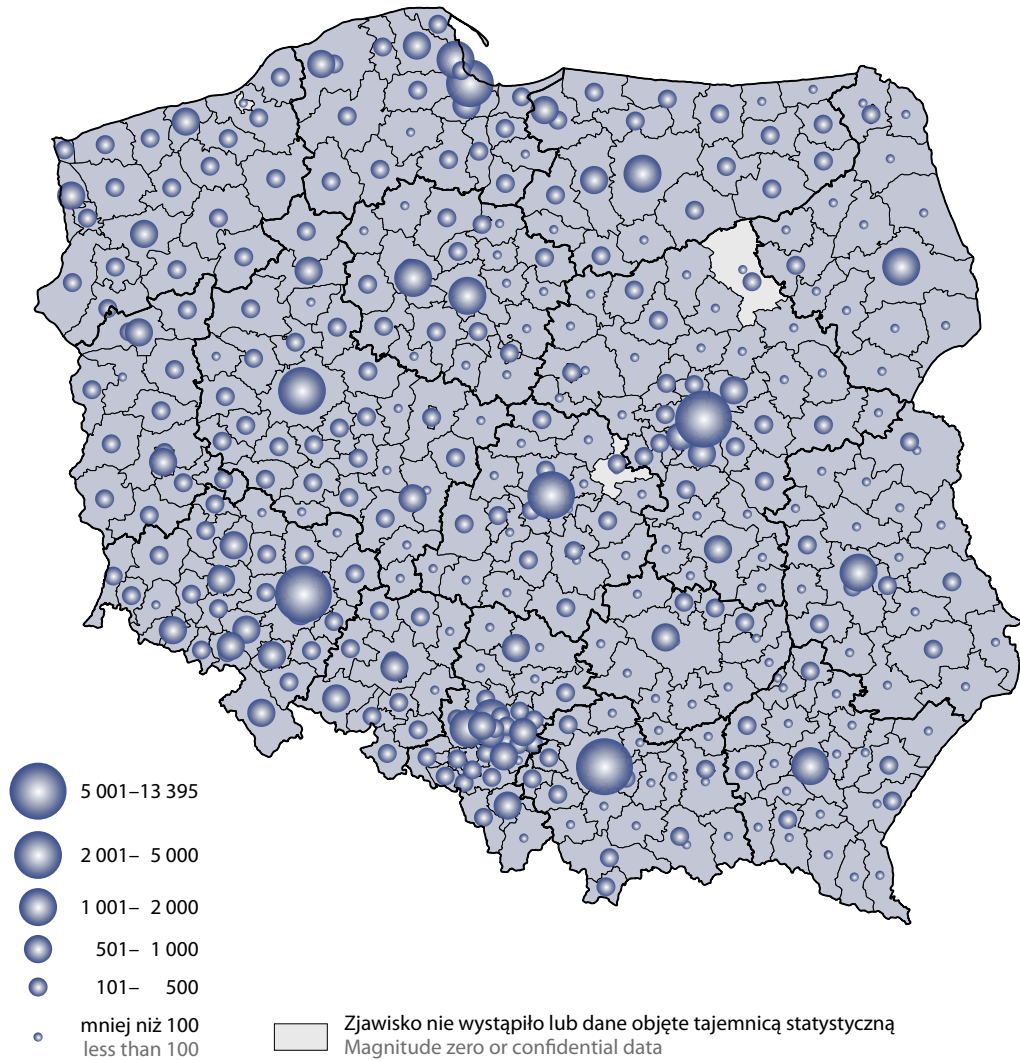 5 001–13 395
2 001– 5 000
1 001– 2 000
501– 1 000
101– 500
mniej niż 100
less than 100
Zjawisko nie wystąpiło lub dane objęte tajemnicą statystyczną
Magnitude zero or confidential data